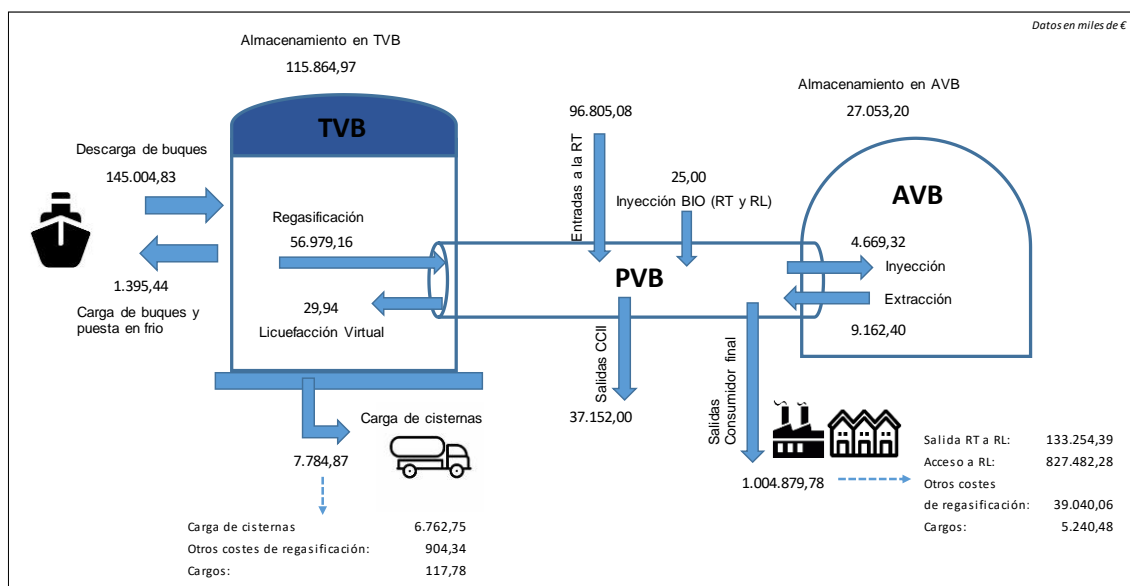 Datos en miles de €
Almacenamiento en TVB
115.864,97
TVB
Descarga de buques
145.004,83
1.395,44
Carga de buques y
puesta en frio
Regasificación
56.979,16
29,94
Licuefacción Virtual
Carga de cisternas
7.784,87
Carga de cisternas 6.762,75
Otros costes de regasificación: 904,34
Cargos: 117,78
96.805,08
Entradas a la RT
25,00
Inyección BIO (RT y RL)
PVB
Salidas CCII
37.152,00
Salidas
Consumidor final
1.004.879,78
Almacenamiento en AVB
27.053,20
AVB
4.669,32
Inyección
Extracción
9.162,40
Salida RT a RL: 133.254,39
Acceso a RL: 827.482,28
Otros costes
de regasificación: 39.040,06
Cargos: 5.240,48